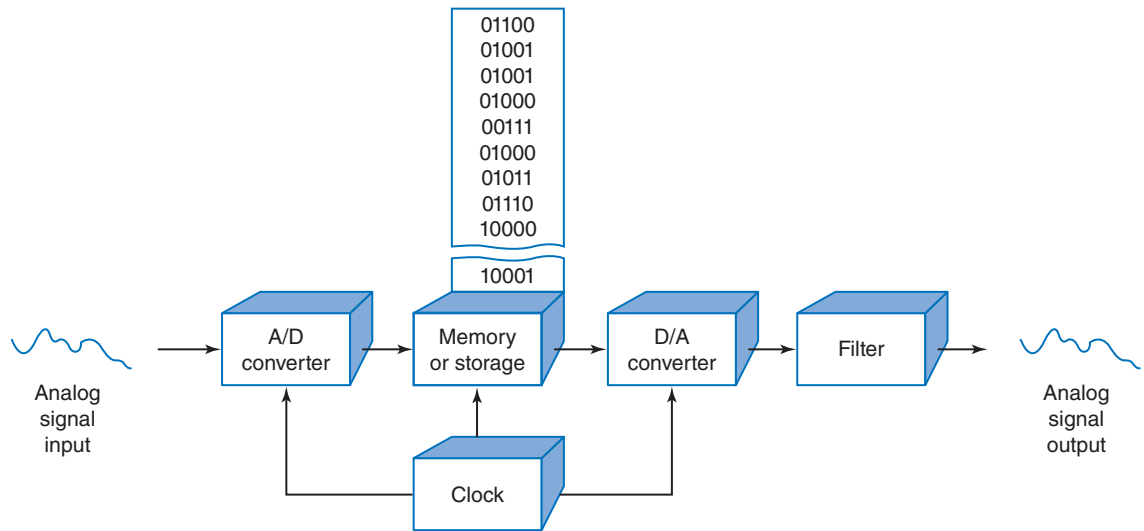 01100
01001
01001
01000
00111
01000
01011
01110
10000
10001
Analog
signal
input
A/D
converter
Memory
or storage
D/A
converter
Filter
Analog
signal
output
Clock